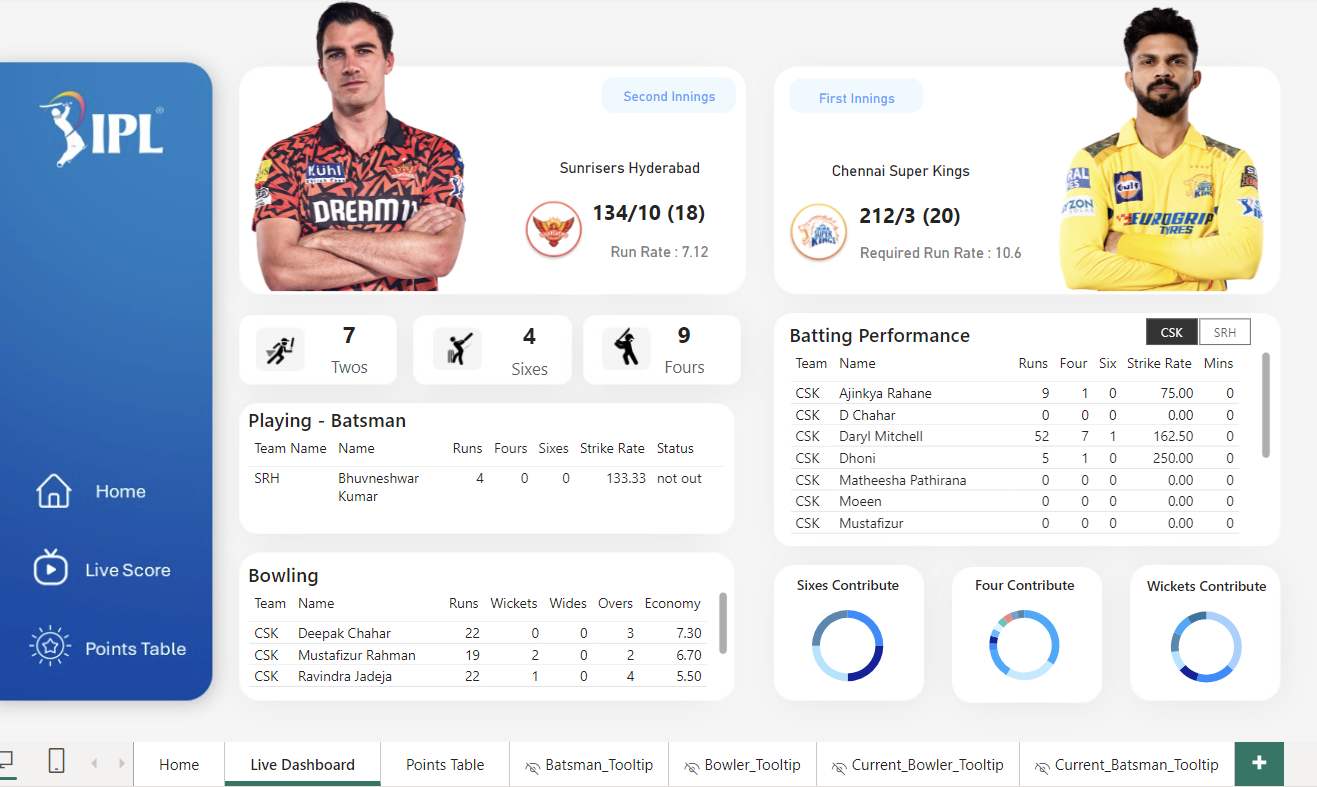 IPL
Home
Live Score
Points Table
Second Innings
Sunrisers Hyderabad
134/10 (18)
Run Rate : 7.12
Kühl
DREAM11
First Innings
Chennai Super Kings
212/3 (20)
Required Run Rate : 10.6
Gulf
EUROGRIP
TYRES
7
Twos
4
Sixes
9
Fours
Playing - Batsman
Team Name Name Runs Fours Sixes Strike Rate Status
SRH Bhuvneshwar Kumar 4 0 0 133.33 not out
Bowling
Team Name Runs Wickets Wides Overs Economy
CSK Deepak Chahar 22 0 0 3 7.30
CSK Mustafizur Rahman 19 2 0 2 6.70
CSK Ravindra Jadeja 22 1 0 4 5.50
Batting Performance
CSK SRH
Team Name Runs Four Six Strike Rate Mins
CSK Ajinkya Rahane 9 1 0 75.00 0
CSK D Chahar 0 0 0 0.00 0
CSK Daryl Mitchell 52 7 1 162.50 0
CSK Dhoni 5 1 0 250.00 0
CSK Matheesha Pathirana 0 0 0 0.00 0
CSK Moeen 0 0 0 0.00 0
CSK Mustafizur 0 0 0 0.00 0
Sixes Contribute
Four Contribute
Wickets Contribute
Home Live Dashboard Points Table Batsman_Tooltip Bowler_Tooltip Current_Bowler_Tooltip Current_Batsman_Tooltip +